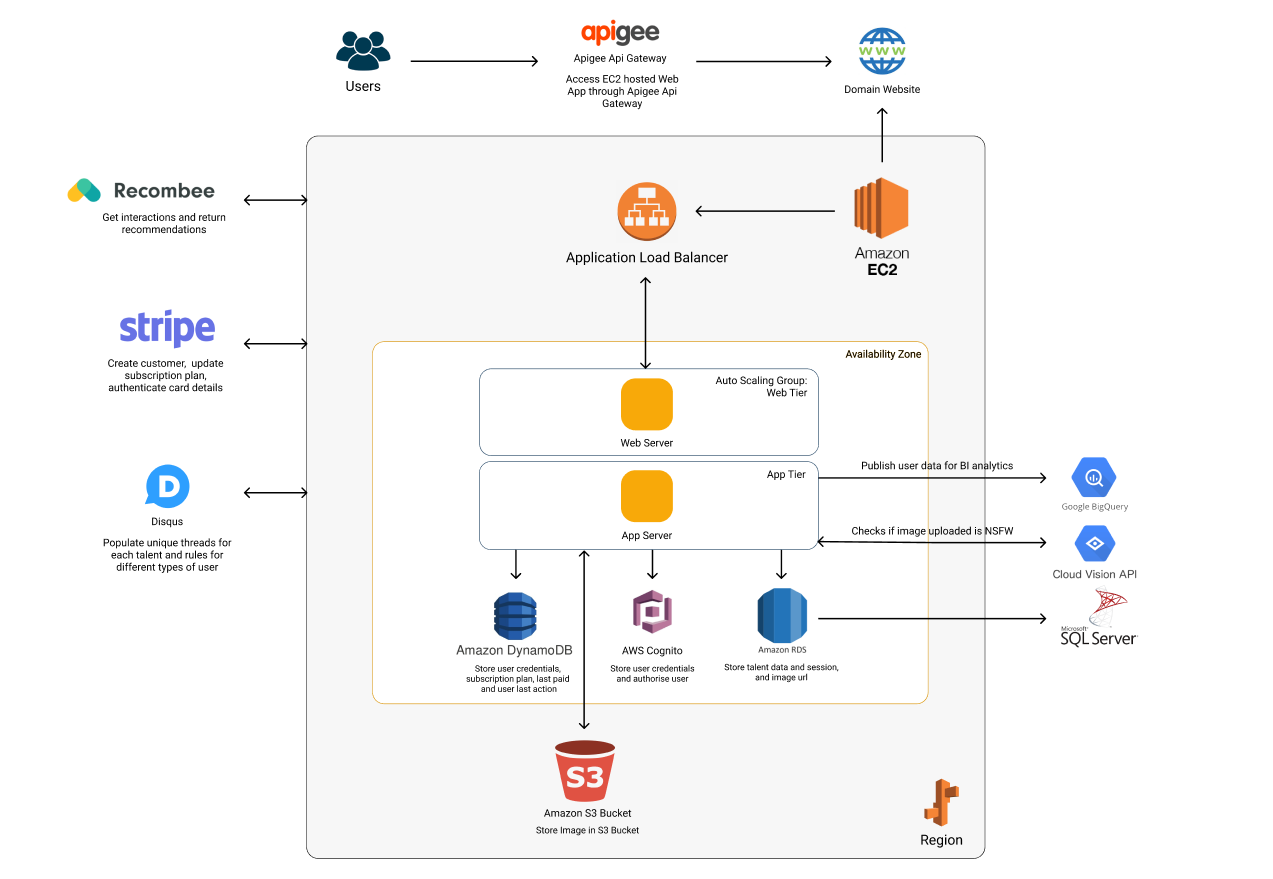 apigee
Apigee Api Gateway
Access EC2 hosted Web
App through Apigee Api
Gateway
Users
WWW
Domain Website
Recombee
Get interactions and return
recommendations
Application Load Balancer
Amazon
EC2
stripe
Create customer, update
subscription plan,
authenticate card details
Availability Zone
Auto Scaling Group:
Web Tier
Web Server
D
Disqus
Populate unique threads for
each talent and rules for
different types of user
App Tier
App Server
Publish user data for BI analytics
Google BigQuery
Checks if image uploaded is NSFW
Cloud Vision API
Amazon DynamoDB
Store user credentials,
subscription plan, last paid
and user last action
AWS Cognito
Store user credentials
and authorise user
Amazon RDS
Store talent data and session,
and image url
Microsoft®
SQL Server
S3
Amazon S3 Bucket
Store Image in S3 Bucket
Region